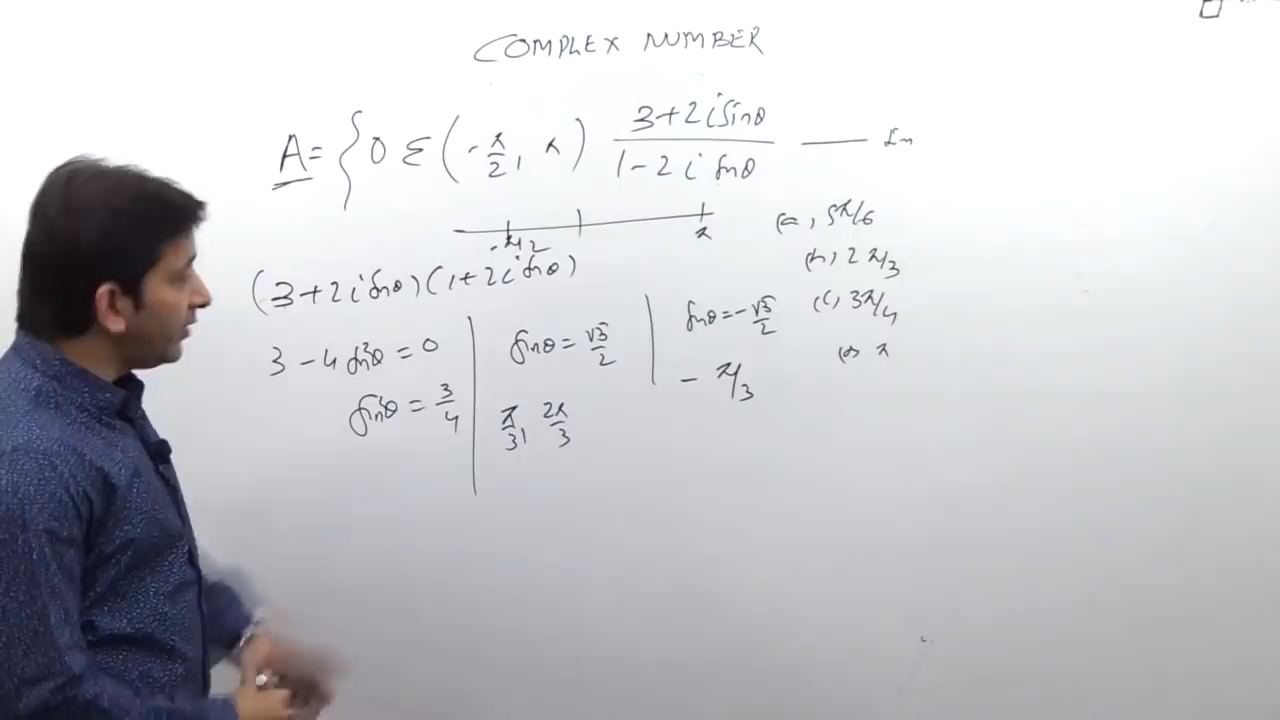 COMPLEX NUMBER
A = { θ ∈ (-π/2, π) (3+2i sinθ)/(1-2i sinθ) —— Im
-π/2 π
(a) 5π/6
(b) 2π/3
(c) 3π/4
(d) π
(3+2i sinθ)(1+2i sinθ)
3 - 4 sin²θ = 0
sin²θ = 3/4
sinθ = √3/2
π/3, 2π/3
sinθ = -√3/2
- π/3